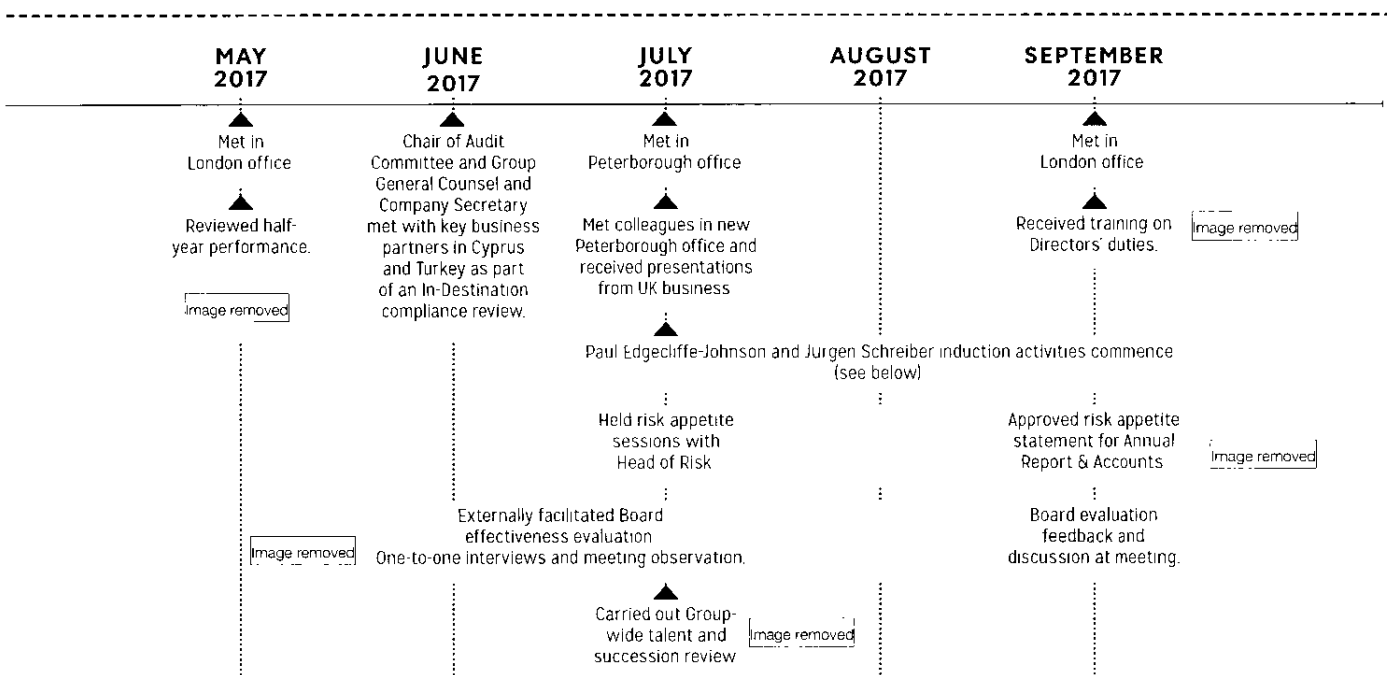 MAY
2017
JUNE
2017
JULY
2017
AUGUST
2017
SEPTEMBER
2017
Met in
London office
Reviewed half-
year performance.
Image removed
Chair of Audit
Committee and Group
General Counsel and
Company Secretary
met with key business
partners in Cyprus
and Turkey as part
of an In-Destination
compliance review.
Met in
Peterborough office
Met colleagues in new
Peterborough office and
received presentations
from UK business
Met in
London office
Received training on
Directors' duties.
Image removed
Paul Edgecliffe-Johnson and Jurgen Schreiber induction activities commence
(see below)
Held risk appetite
sessions with
Head of Risk
Approved risk appetite
statement for Annual
Report & Accounts
Image removed
Image removed
Externally facilitated Board
effectiveness evaluation
One-to-one interviews and meeting observation.
Board evaluation
feedback and
discussion at meeting.
Carried out Group-
wide talent and
succession review
Image removed